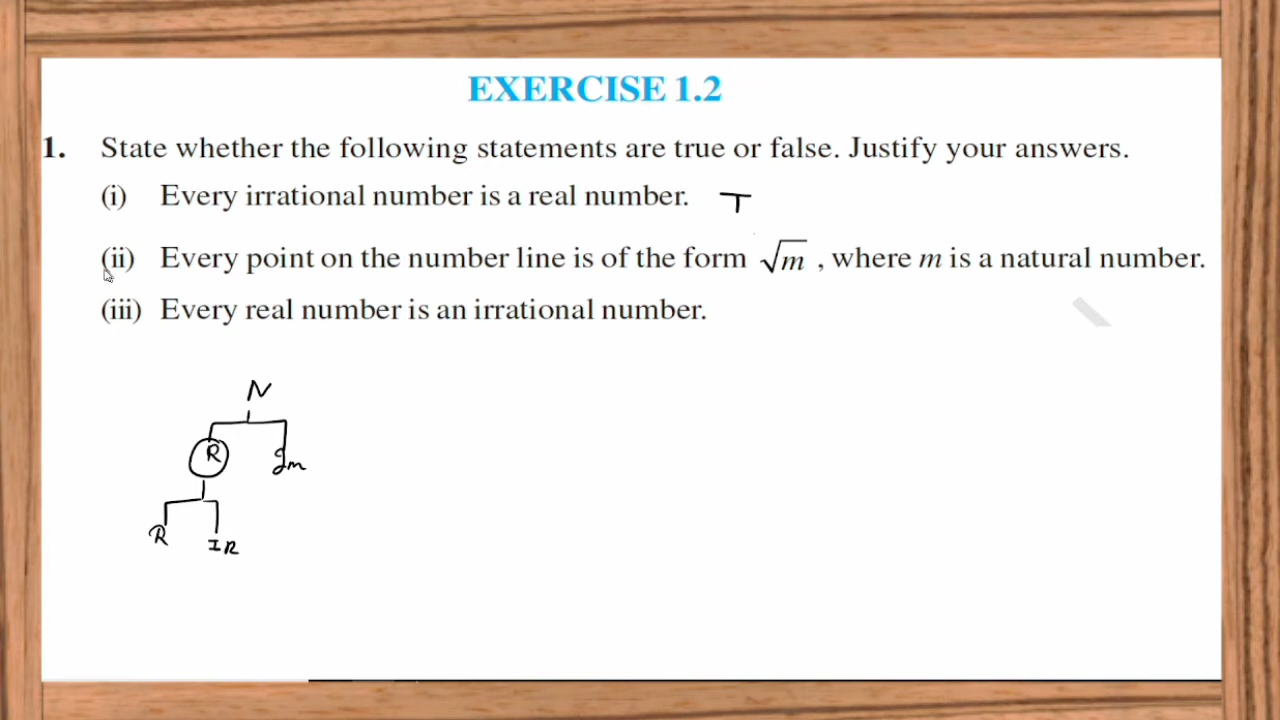 EXERCISE 1.2
1. State whether the following statements are true or false. Justify your answers.
(i) Every irrational number is a real number. T
(ii) Every point on the number line is of the form √m , where m is a natural number.
(iii) Every real number is an irrational number.
N
R Im
R IR